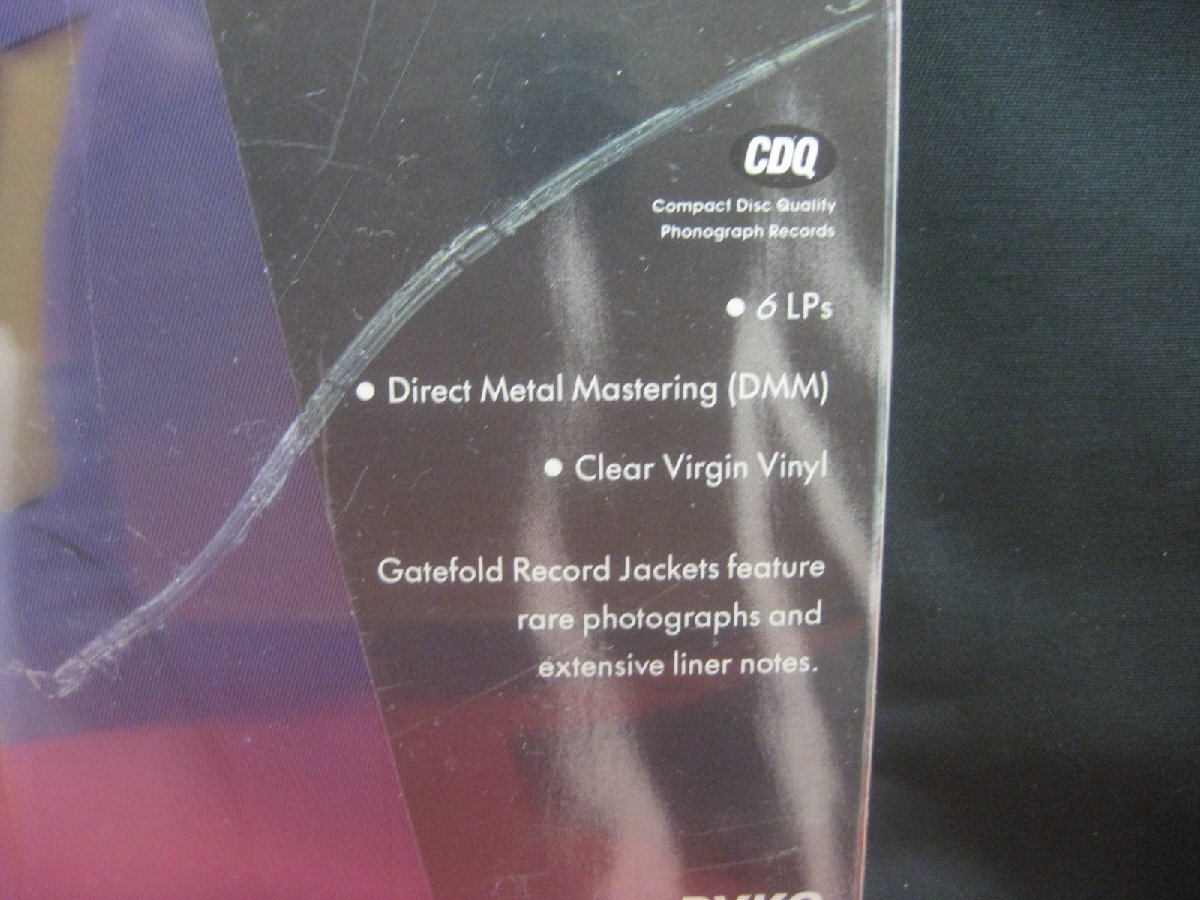 CDQ
Compact Disc Quality
Phonograph Records
• 6 LPs
• Direct Metal Mastering (DMM)
• Clear Virgin Vinyl
Gatefold Record Jackets feature
rare photographs and
extensive liner notes.